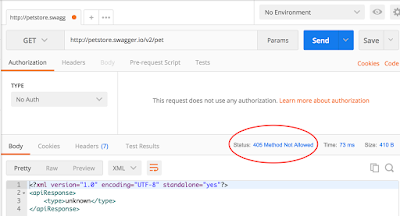 http://petstore.swagg
No Environment
GET
http://petstore.swagger.io/v2/pet
Params
Send
Save
Authorization Headers Body Pre-request Script Tests Cookies Code
TYPE
No Auth
This request does not use any authorization. Learn more about authorization
Body Cookies Headers (7) Test Results Status: 405 Method Not Allowed Time: 73 ms Size: 410 B
Pretty Raw Preview XML
1 <?xml version="1.0" encoding="UTF-8" standalone="yes"?>
2 <apiResponse>
3 <type>unknown</type>
4 </apiResponse>